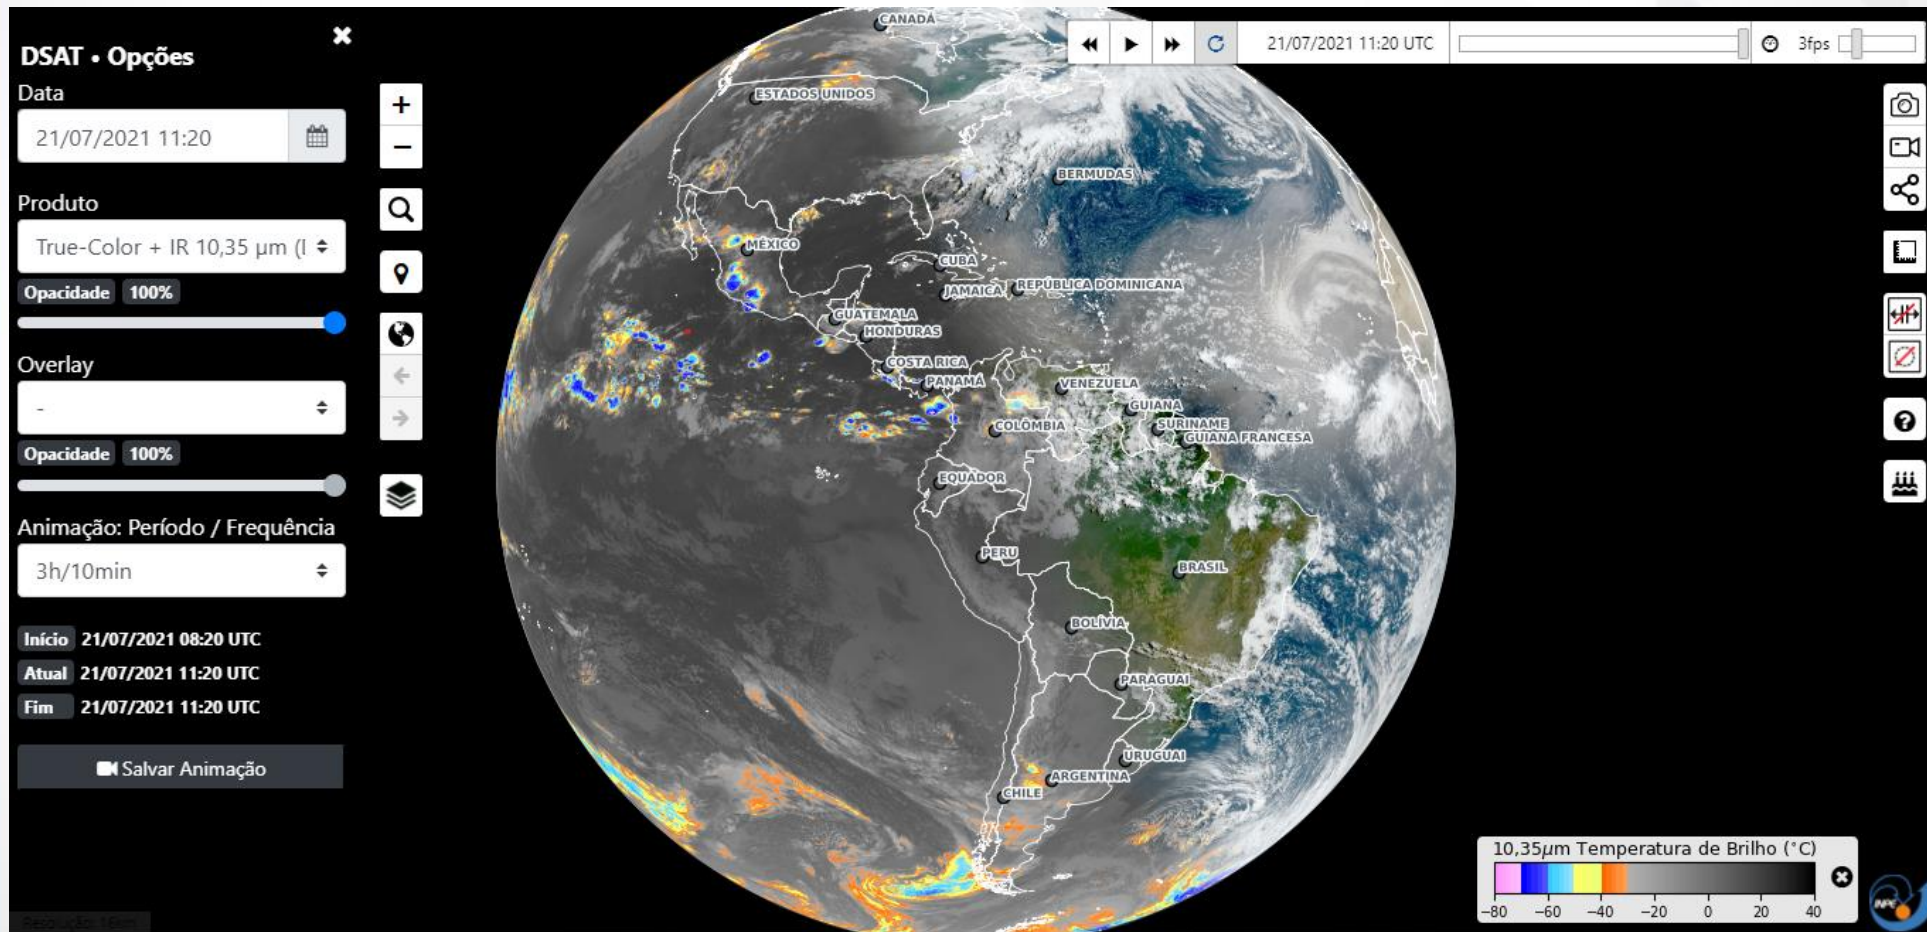 DSAT • Opções
Data
21/07/2021 11:20
Produto
True-Color + IR 10,35 µm (I
Opacidade 100%
Overlay
-
Opacidade 100%
Animação: Período / Frequência
3h/10min
Início 21/07/2021 08:20 UTC
Atual 21/07/2021 11:20 UTC
Fim 21/07/2021 11:20 UTC
Salvar Animação
Resolução: 16km
21/07/2021 11:20 UTC
3fps
CANADÁ
ESTADOS UNIDOS
BERMUDAS
MÉXICO
CUBA
JAMAICA
REPÚBLICA DOMINICANA
GUATEMALA
HONDURAS
COSTA RICA
PANAMÁ
VENEZUELA
GUIANA
COLÔMBIA
SURINAME
GUIANA FRANCESA
EQUADOR
PERU
BRASIL
BOLÍVIA
PARAGUAI
URUGUAI
ARGENTINA
CHILE
10,35µm Temperatura de Brilho (°C)
−80 −60 −40 −20 0 20 40
INPE